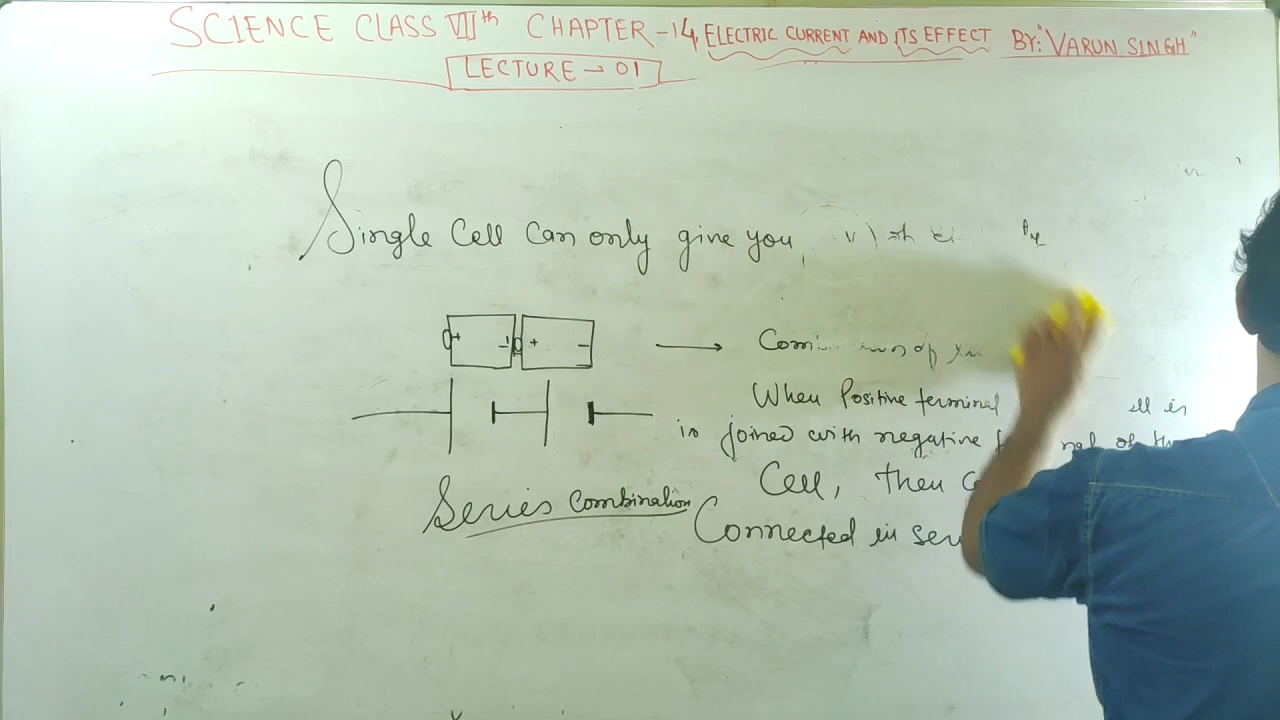 SCIENCE CLASS VIIth CHAPTER-14, ELECTRIC CURRENT AND ITS EFFECT BY: "VARUN SINGH"
LECTURE → 01
Single Cell Can only give you
+ - + -
When Positive terminal
is joined with negative
Series Combination
Cell, then
Connected in